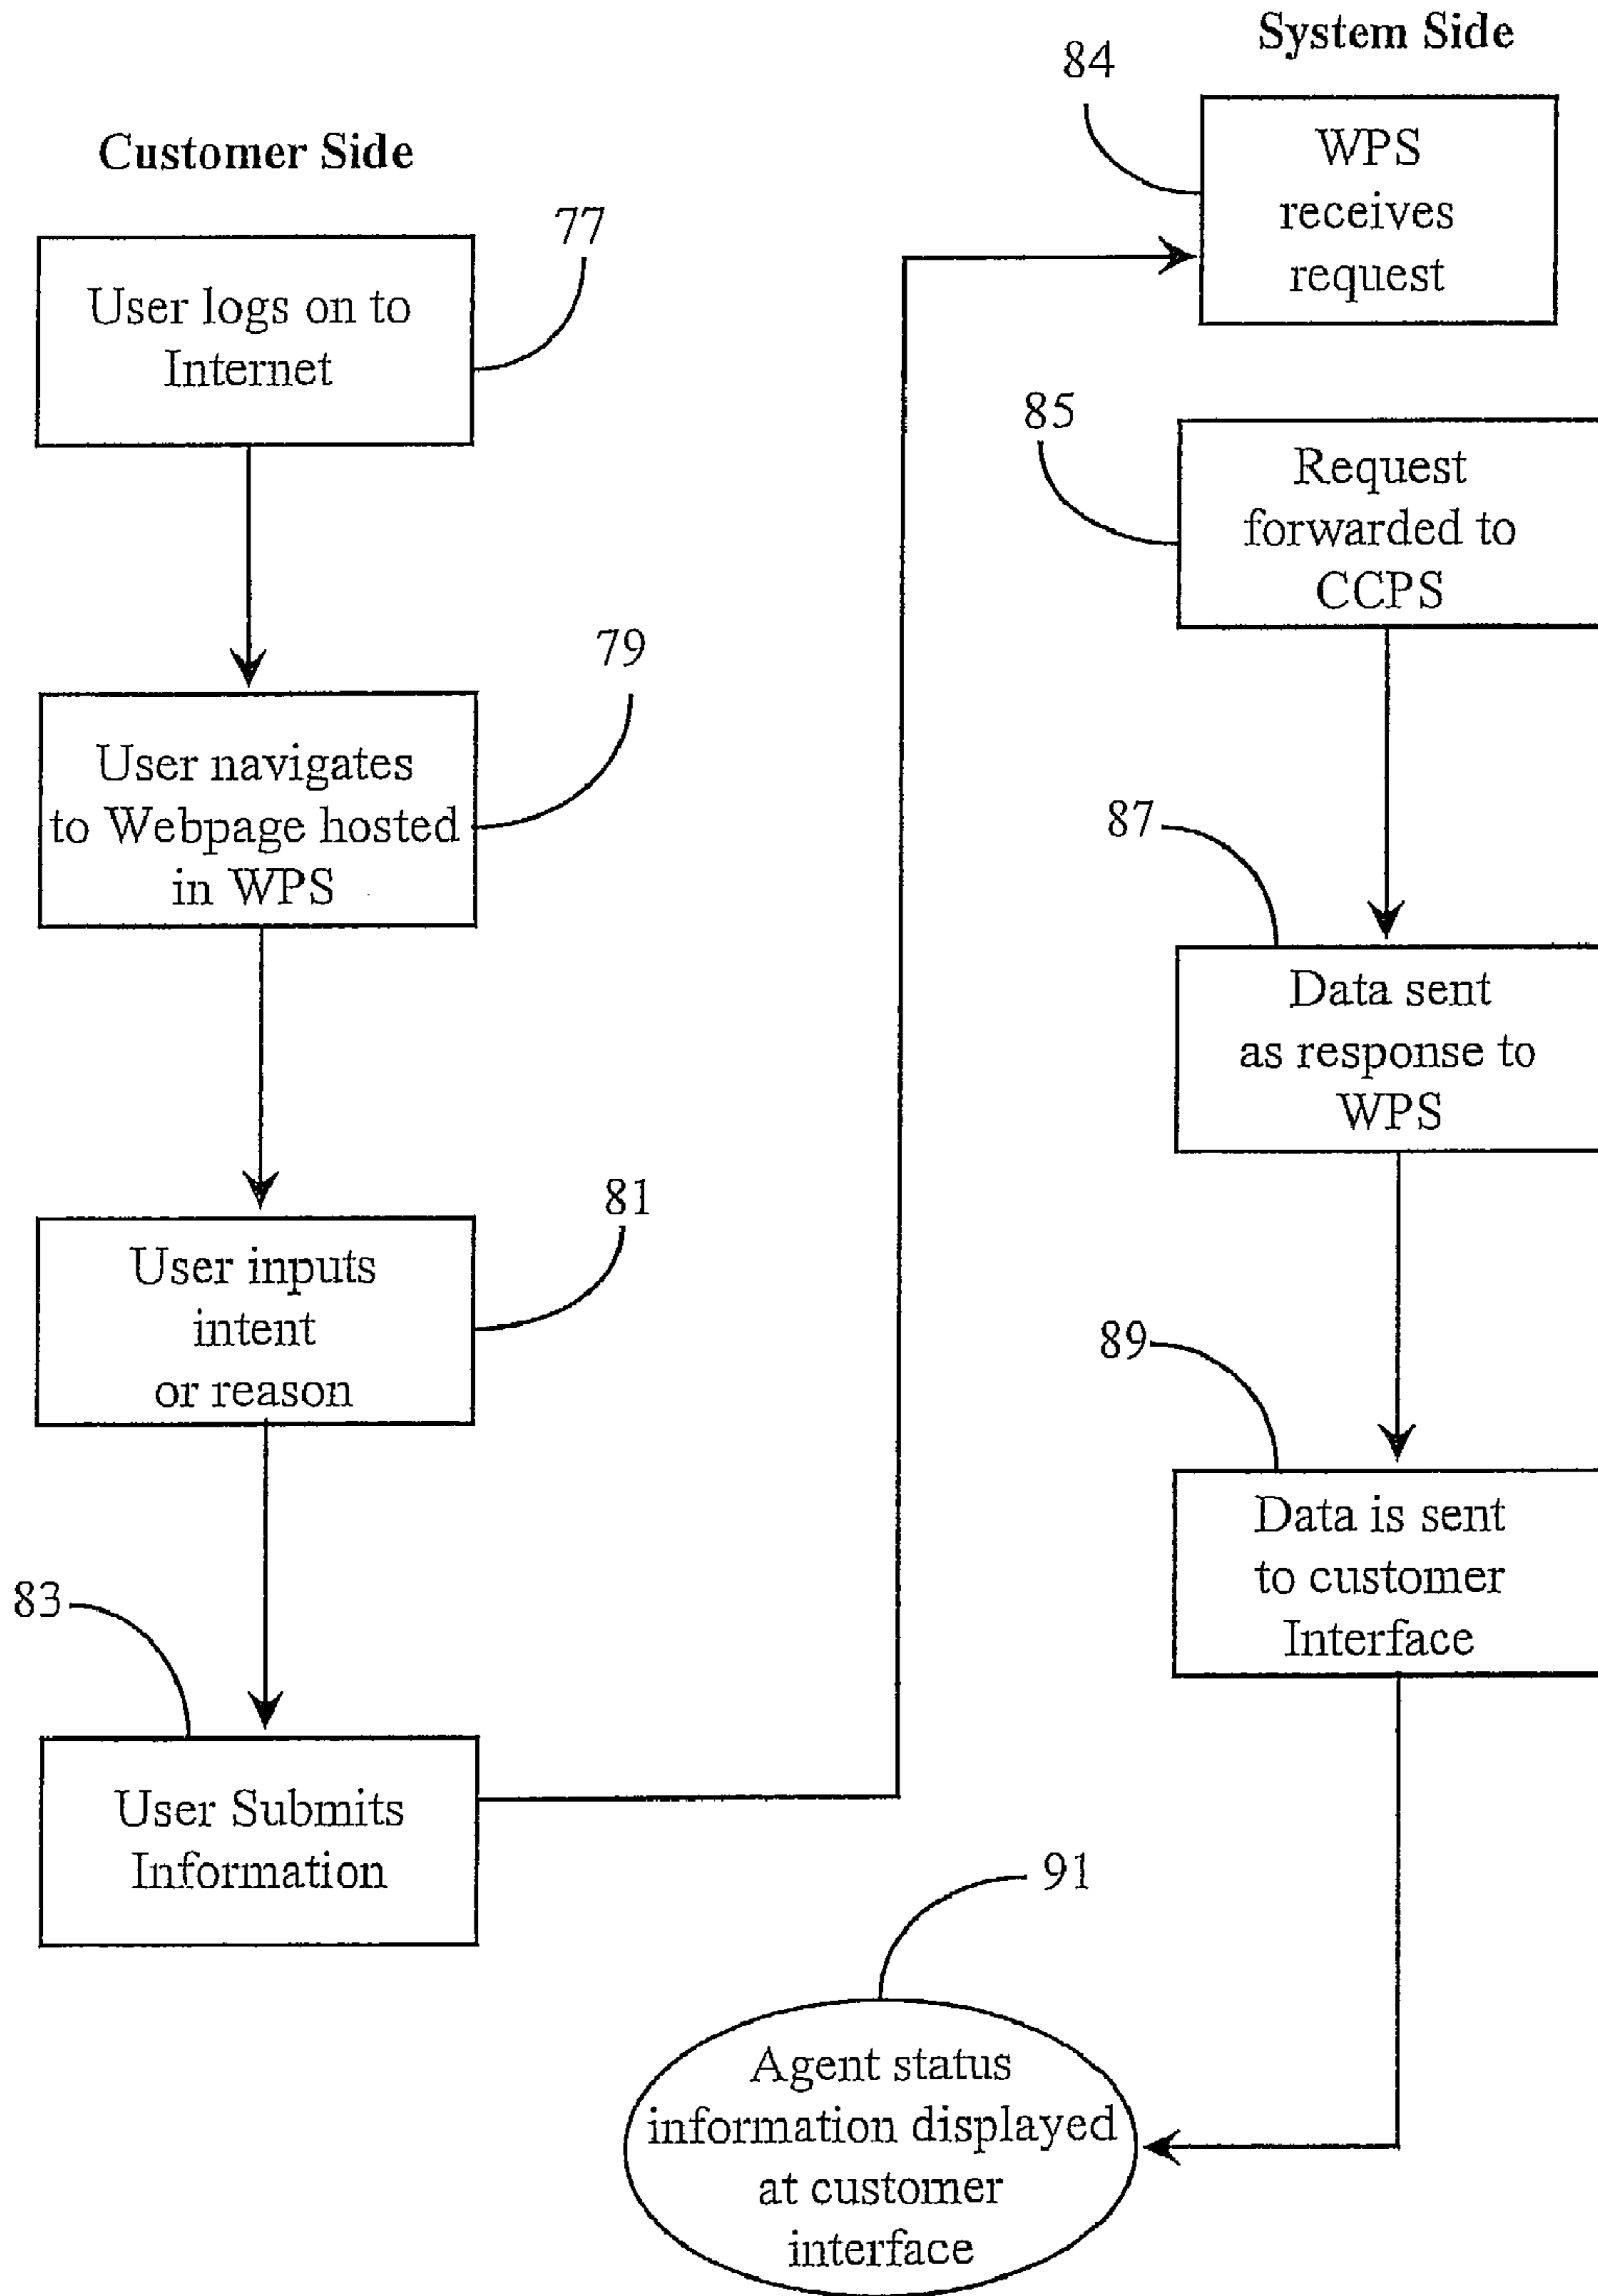 Customer Side
77
User logs on to
Internet
79
User navigates
to Webpage hosted
in WPS
81
User inputs
intent
or reason
83
User Submits
Information
System Side
84
WPS
receives
request
85
Request
forwarded to
CCPS
87
Data sent
as response to
WPS
89
Data is sent
to customer
Interface
91
Agent status
information displayed
at customer
interface